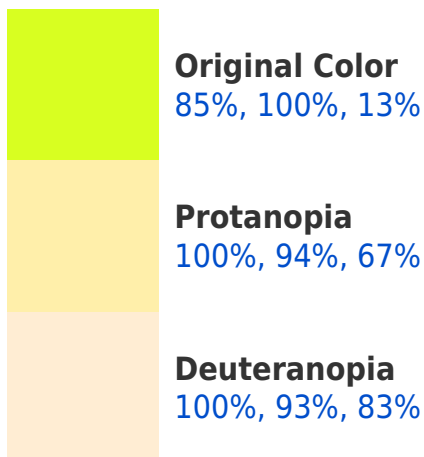 Original Color
85%, 100%, 13%
Protanopia
100%, 94%, 67%
Deuteranopia
100%, 93%, 83%